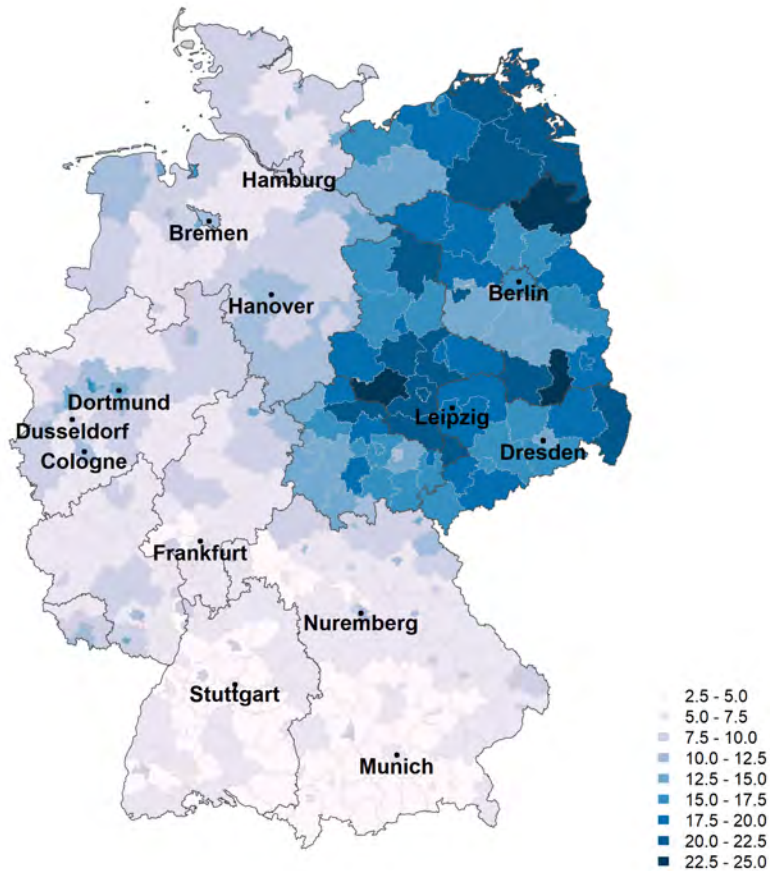 Hamburg
Bremen
Hanover
Berlin
Dortmund
Dusseldorf
Cologne
Leipzig
Dresden
Frankfurt
Nuremberg
Stuttgart
Munich
2.5 - 5.0
5.0 - 7.5
7.5 - 10.0
10.0 - 12.5
12.5 - 15.0
15.0 - 17.5
17.5 - 20.0
20.0 - 22.5
22.5 - 25.0